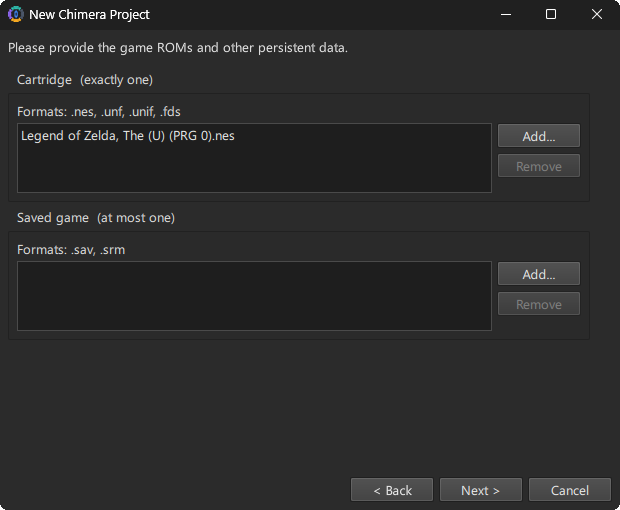 New Chimera Project
Please provide the game ROMs and other persistent data.
Cartridge (exactly one)
Formats: .nes, .unf, .unif, .fds
Legend of Zelda, The (U) (PRG 0).nes
Add...
Remove
Saved game (at most one)
Formats: .sav, .srm
Add...
Remove
< Back
Next >
Cancel